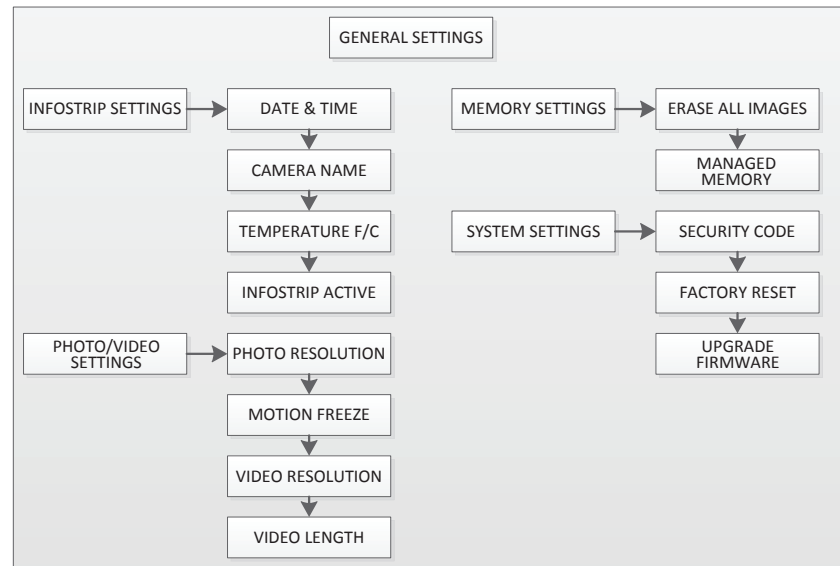 GENERAL SETTINGS
INFOSTRIP SETTINGS
DATE & TIME
CAMERA NAME
TEMPERATURE F/C
INFOSTRIP ACTIVE
PHOTO/VIDEO
SETTINGS
PHOTO RESOLUTION
MOTION FREEZE
VIDEO RESOLUTION
VIDEO LENGTH
MEMORY SETTINGS
ERASE ALL IMAGES
MANAGED
MEMORY
SYSTEM SETTINGS
SECURITY CODE
FACTORY RESET
UPGRADE
FIRMWARE